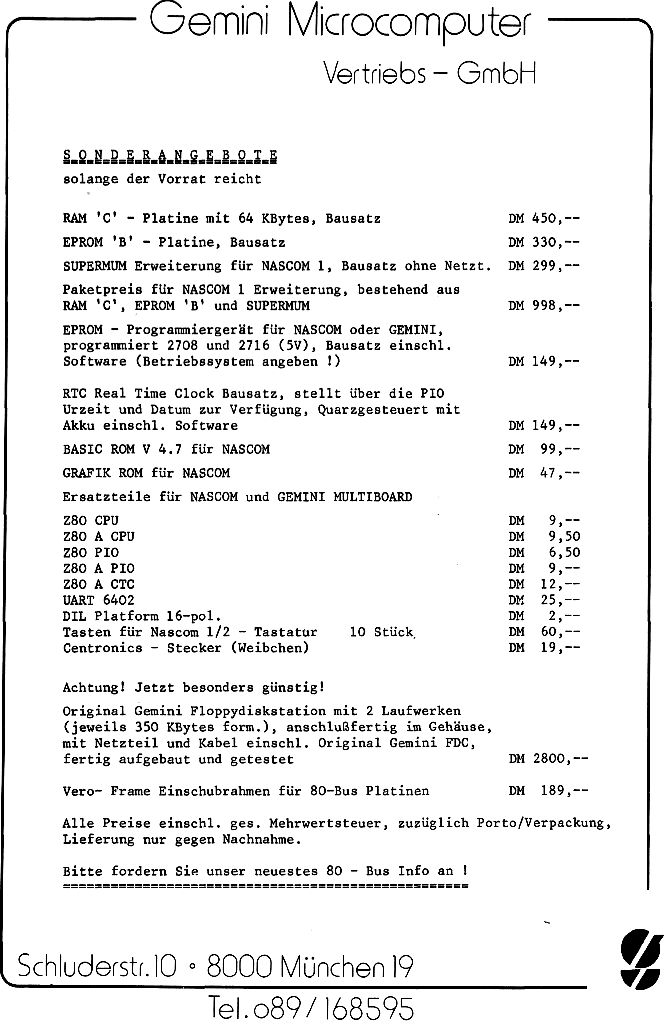 Gemini Microcomputer
Vertriebs - GmbH
SONDERANGEBOTE
solange der Vorrat reicht
RAM 'C' - Platine mit 64 KBytes, Bausatz DM 450,--
EPROM 'B' - Platine, Bausatz DM 330,--
SUPERMUM Erweiterung für NASCOM 1, Bausatz ohne Netzt. DM 299,--
Paketpreis für NASCOM 1 Erweiterung, bestehend aus
RAM 'C', EPROM 'B' und SUPERMUM DM 998,--
EPROM - Programmiergerät für NASCOM oder GEMINI,
programmiert 2708 und 2716 (5V), Bausatz einschl.
Software (Betriebssystem angeben !) DM 149,--
RTC Real Time Clock Bausatz, stellt über die PIO
Urzeit und Datum zur Verfügung, Quarzgesteuert mit
Akku einschl. Software DM 149,--
BASIC ROM V 4.7 für NASCOM DM 99,--
GRAFIK ROM für NASCOM DM 47,--
Ersatzteile für NASCOM und GEMINI MULTIBOARD
Z80 CPU DM 9,--
Z80 A CPU DM 9,50
Z80 PIO DM 6,50
Z80 A PIO DM 9,--
Z80 A CTC DM 12,--
UART 6402 DM 25,--
DIL Platform 16-pol. DM 2,--
Tasten für Nascom 1/2 - Tastatur 10 Stück DM 60,--
Centronics - Stecker (Weibchen) DM 19,--
Achtung! Jetzt besonders günstig!
Original Gemini Floppydiskstation mit 2 Laufwerken
(jeweils 350 KBytes form.), anschlußfertig im Gehäuse,
mit Netzteil und Kabel einschl. Original Gemini FDC,
fertig aufgebaut und getestet DM 2800,--
Vero- Frame Einschubrahmen für 80-Bus Platinen DM 189,--
Alle Preise einschl. ges. Mehrwertsteuer, zuzüglich Porto/Verpackung,
Lieferung nur gegen Nachnahme.
Bitte fordern Sie unser neuestes 80 - Bus Info an !
Schluderstr. 10 • 8000 München 19
Tel. o89/168595